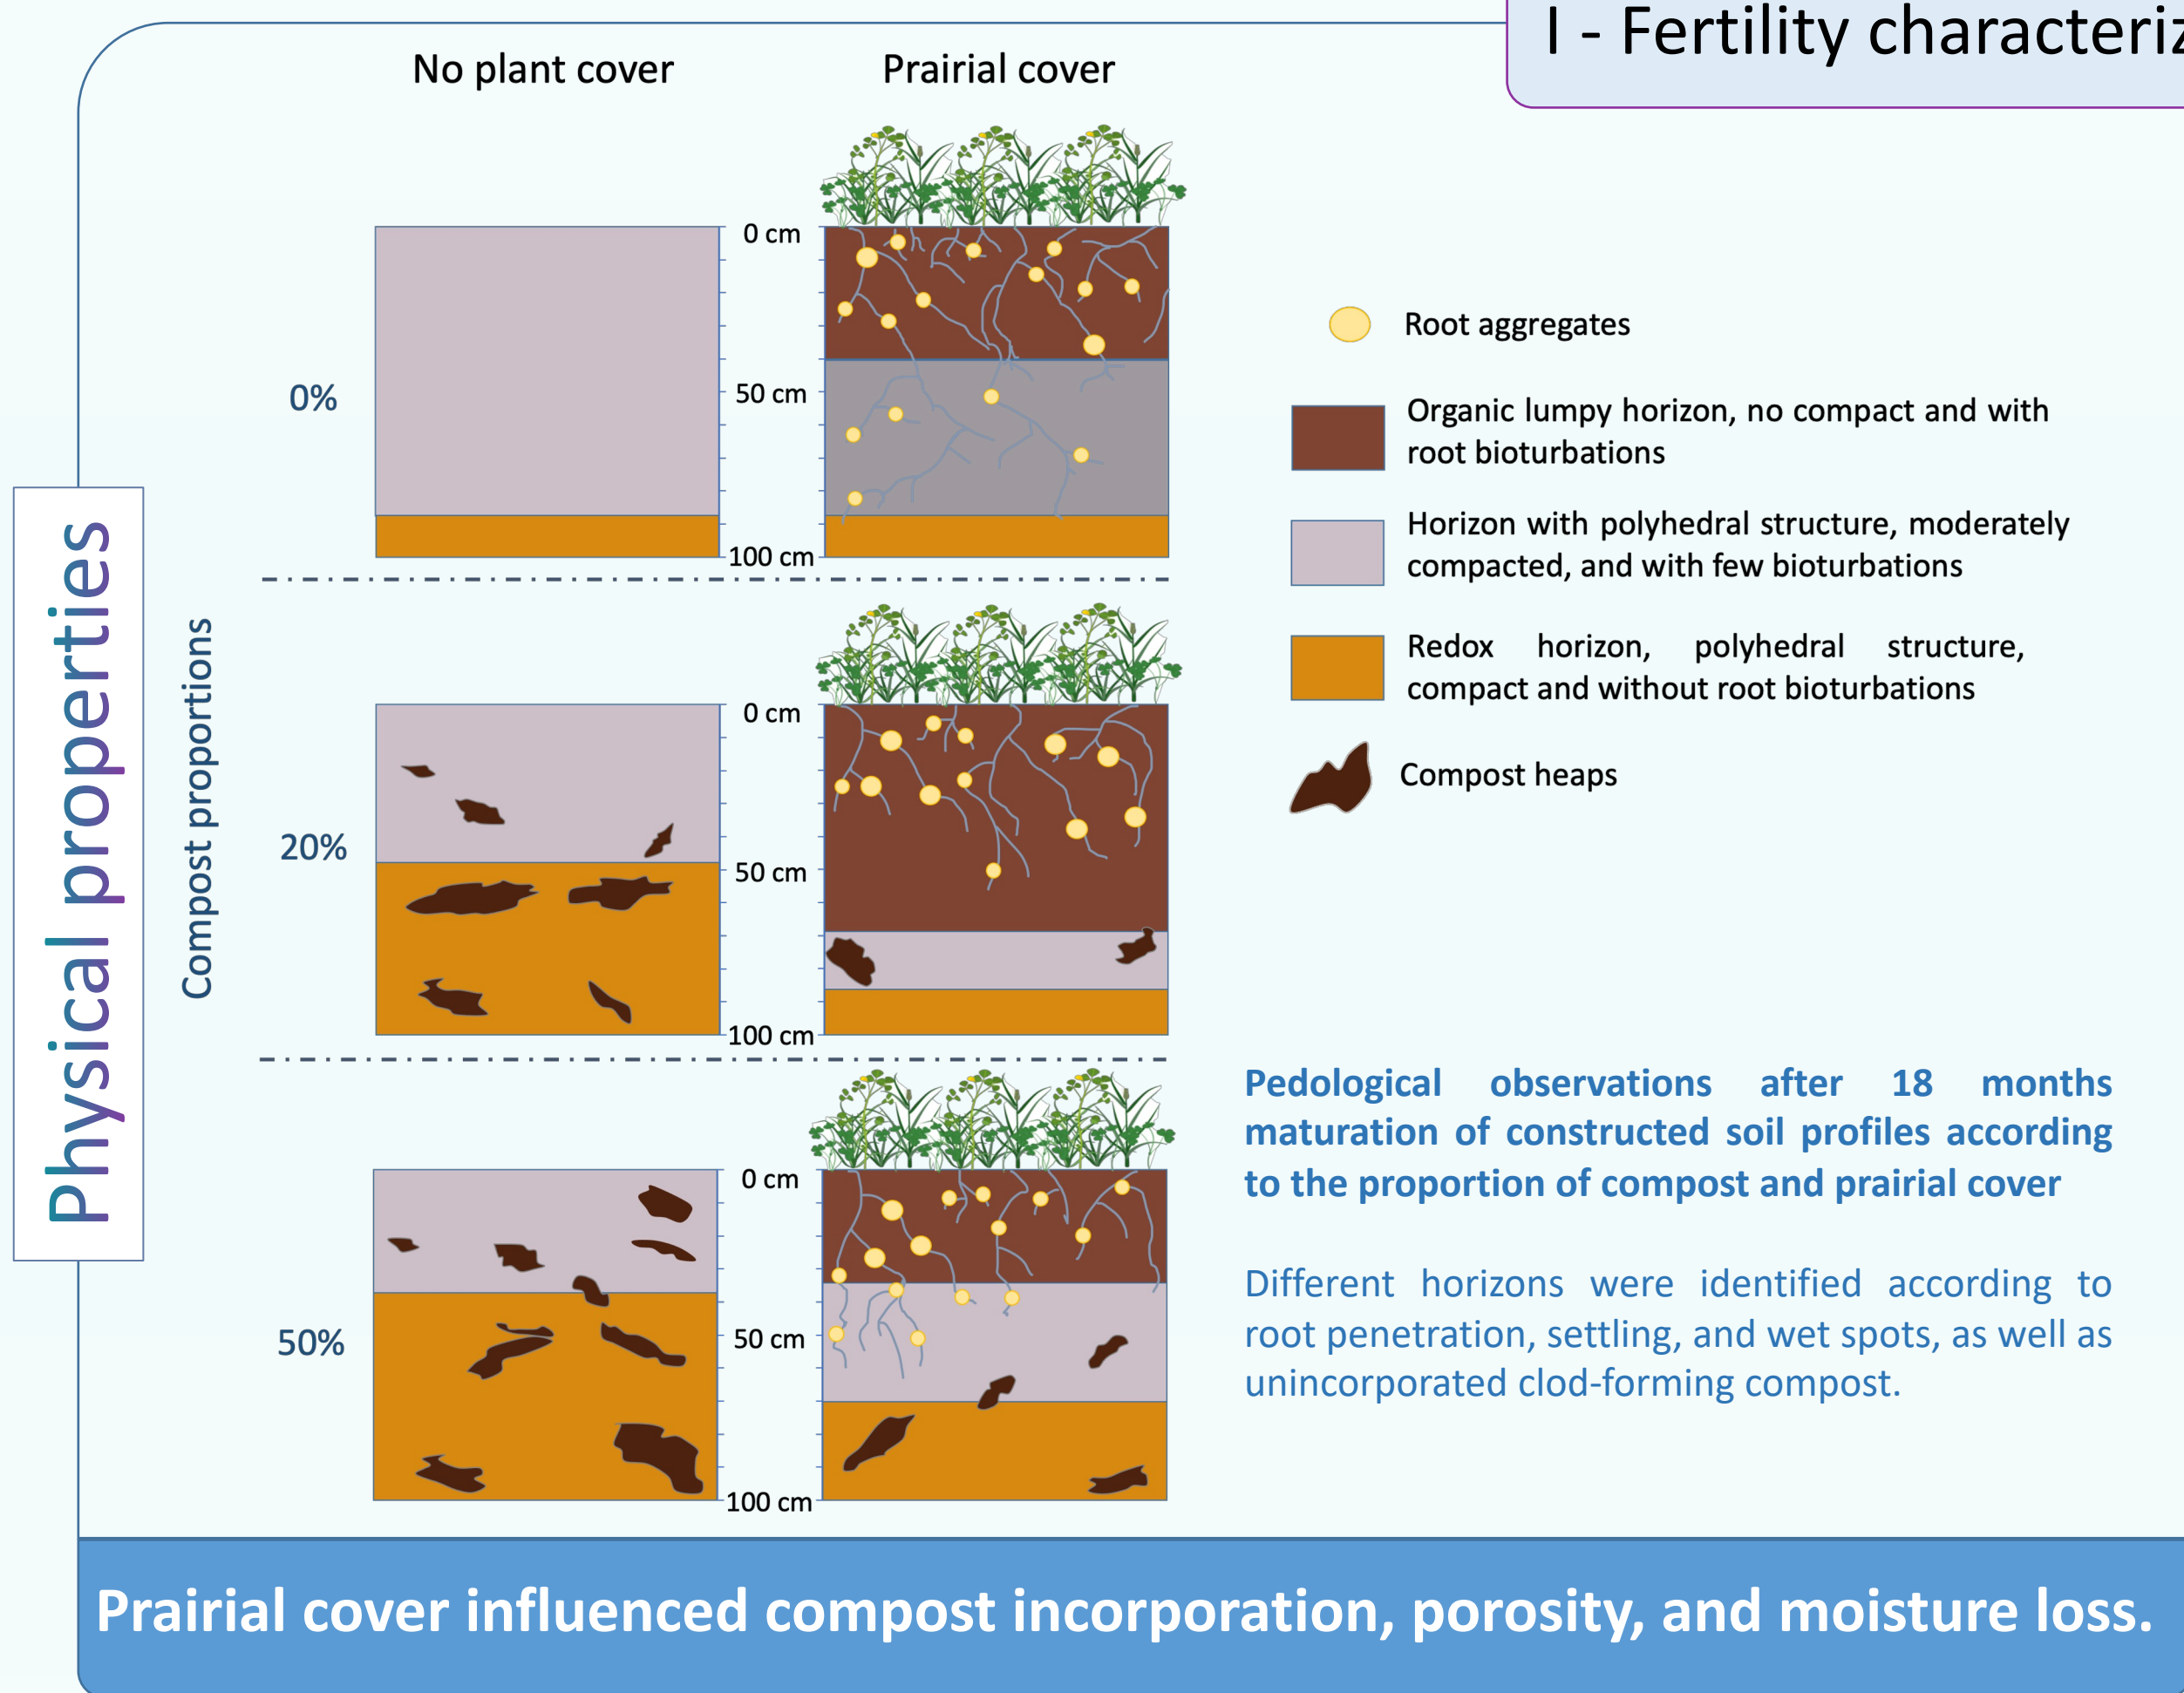 I - Fertility characteriz
No plant cover
Prairial cover
Physical properties
Compost proportions
0%
0 cm
50 cm
100 cm
20%
0 cm
50 cm
100 cm
50%
0 cm
50 cm
100 cm
Root aggregates
Organic lumpy horizon, no compact and with
root bioturbations
Horizon with polyhedral structure, moderately
compacted, and with few bioturbations
Redox horizon, polyhedral structure,
compact and without root bioturbations
Compost heaps
Pedological observations after 18 months
maturation of constructed soil profiles according
to the proportion of compost and prairial cover
Different horizons were identified according to
root penetration, settling, and wet spots, as well as
unincorporated clod-forming compost.
Prairial cover influenced compost incorporation, porosity, and moisture loss.